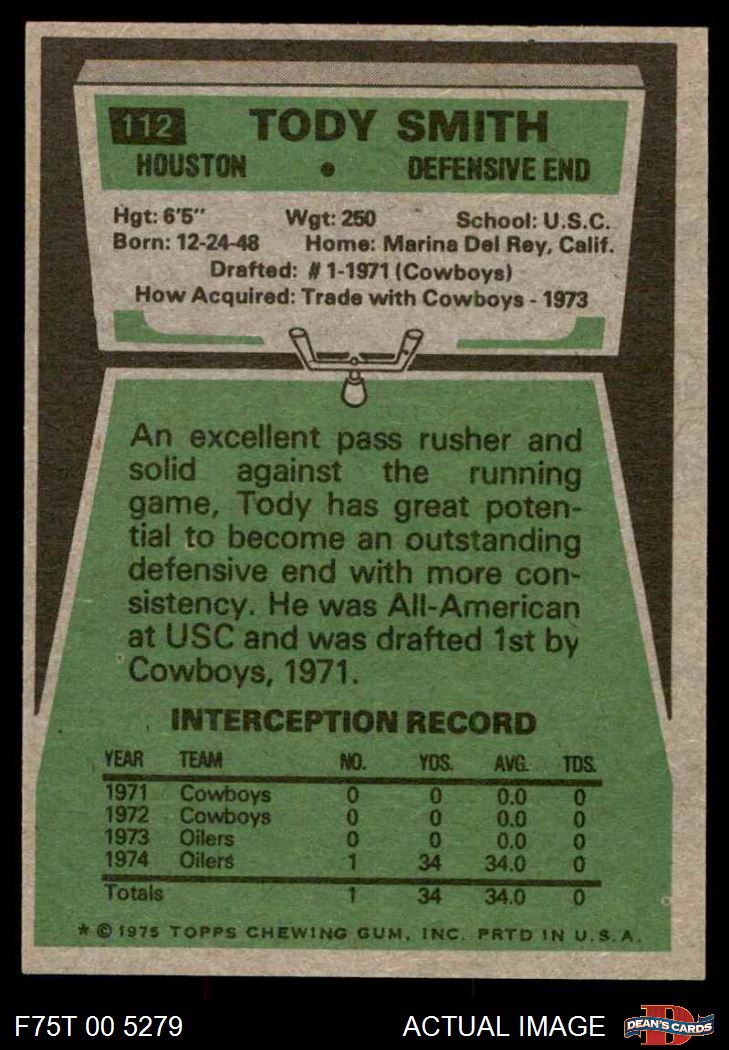 112 TODY SMITH
HOUSTON • DEFENSIVE END
Hgt: 6'5" Wgt: 250 School: U.S.C.
Born: 12-24-48 Home: Marina Del Rey, Calif.
Drafted: #1-1971 (Cowboys)
How Acquired: Trade with Cowboys - 1973
An excellent pass rusher and
solid against the running
game, Tody has great poten-
tial to become an outstanding
defensive end with more con-
sistency. He was All-American
at USC and was drafted 1st by
Cowboys, 1971.
INTERCEPTION RECORD
YEAR TEAM NO. YDS. AVG. TDS.
1971 Cowboys 0 0 0.0 0
1972 Cowboys 0 0 0.0 0
1973 Oilers 0 0 0.0 0
1974 Oilers 1 34 34.0 0
Totals 1 34 34.0 0
* © 1975 TOPPS CHEWING GUM, INC. PRTD IN U.S.A.
F75T 00 5279 ACTUAL IMAGE D DEAN'S CARDS